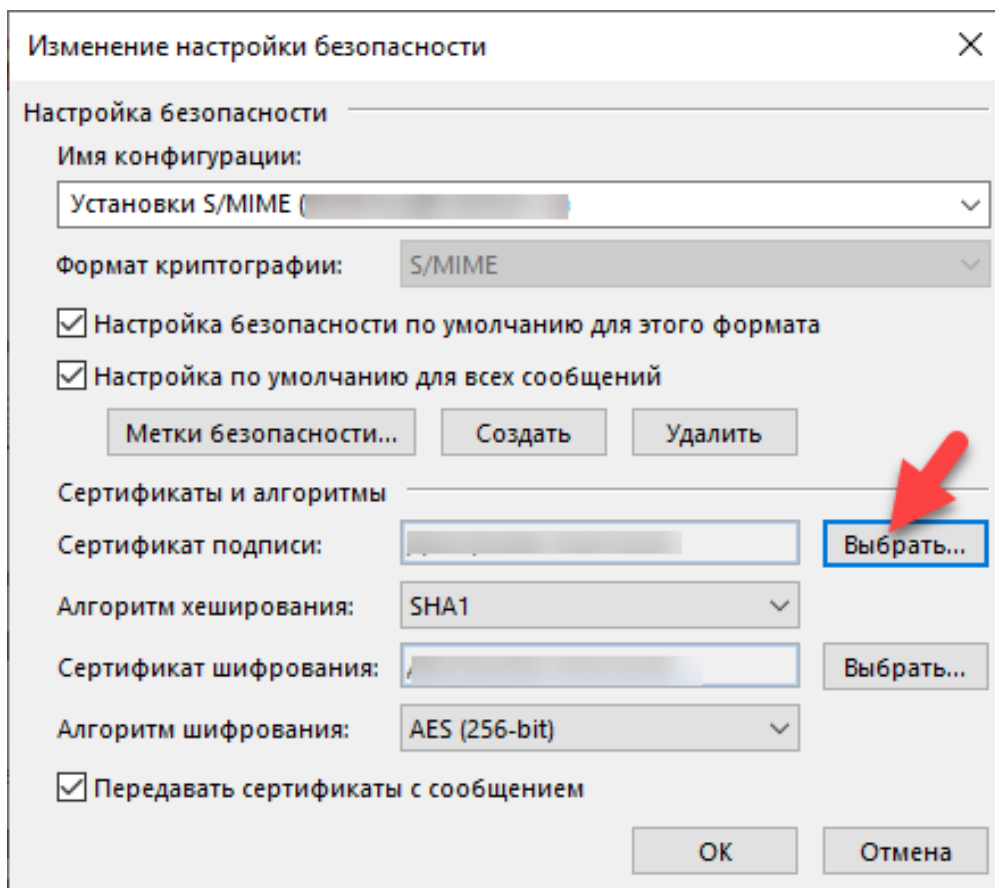 Изменение настройки безопасности
Настройка безопасности
Имя конфигурации:
Установки S/MIME (
Формат криптографии: S/MIME
Настройка безопасности по умолчанию для этого формата
Настройка по умолчанию для всех сообщений
Метки безопасности... Создать Удалить
Сертификаты и алгоритмы
Сертификат подписи: Выбрать...
Алгоритм хеширования: SHA1
Сертификат шифрования: Выбрать...
Алгоритм шифрования: AES (256-bit)
Передавать сертификаты с сообщением
ОК Отмена